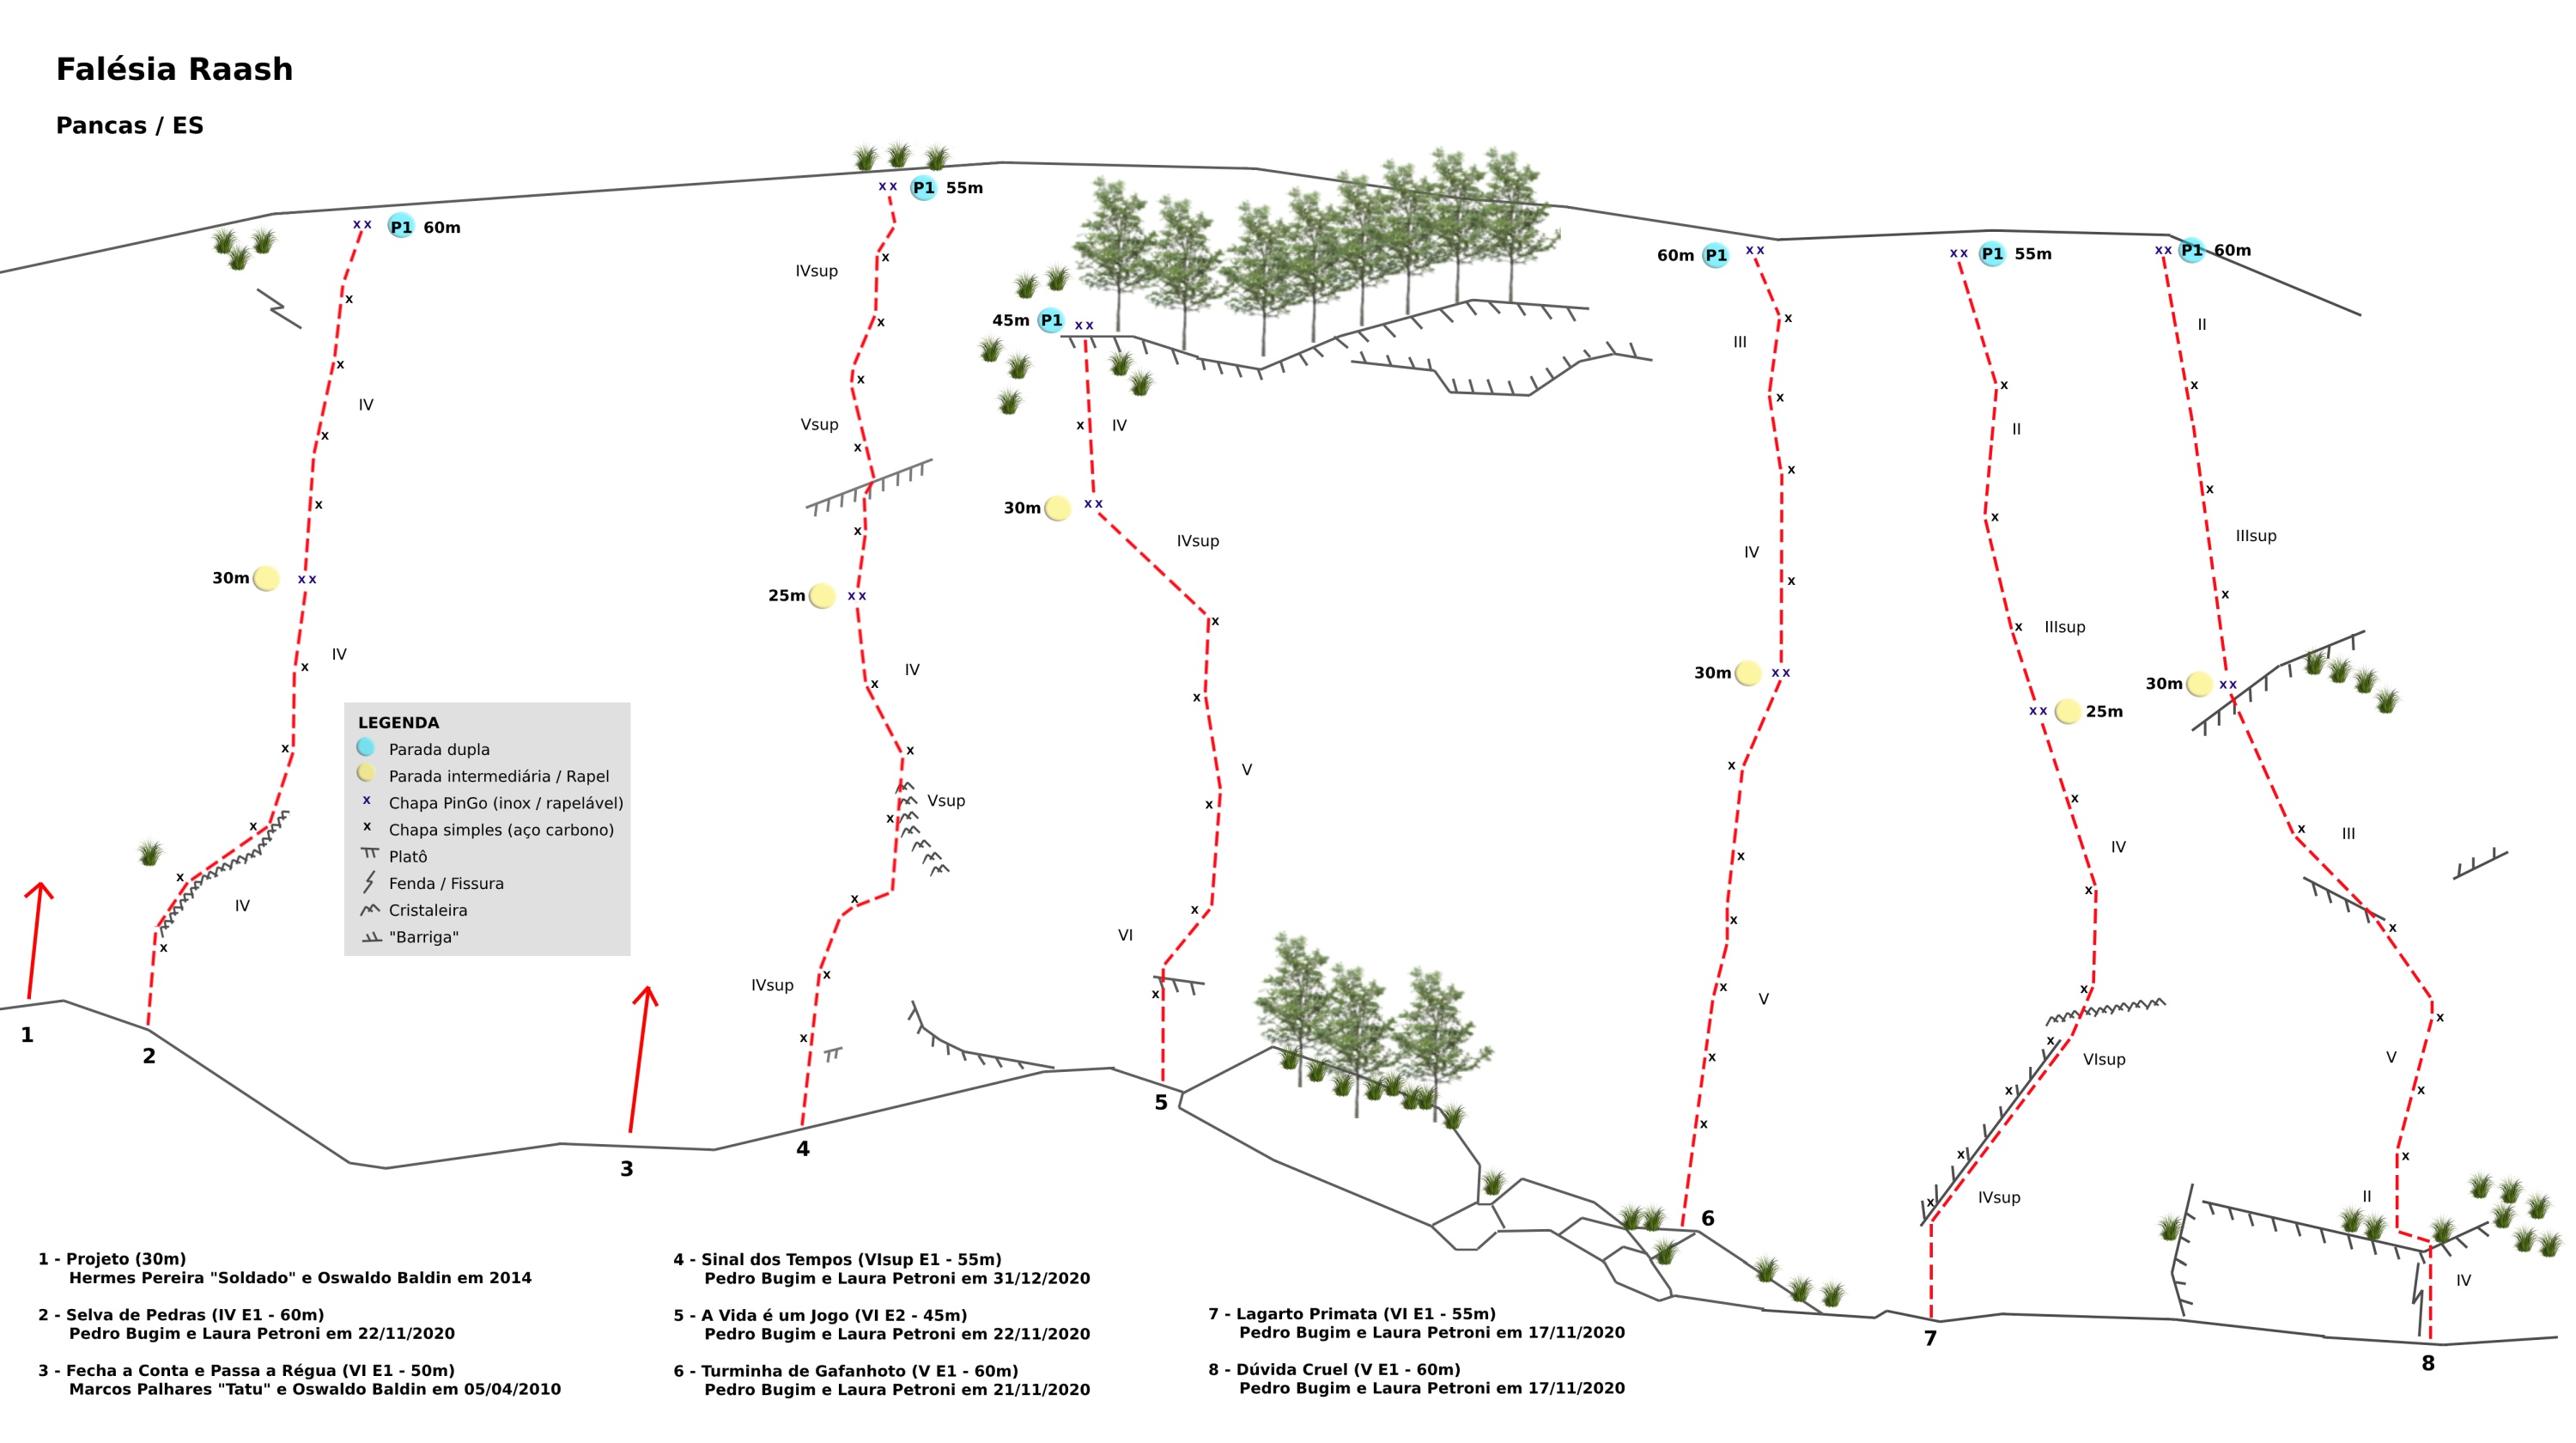 Falésia Raash
Pancas / ES
P1 55m
P1 60m
IVsup
45m P1
60m P1
P1 55m
P1 60m
II
III
IV
Vsup
IV
II
30m
IVsup
IIIsup
IV
30m
25m
IIIsup
IV
IV
30m
30m
25m
LEGENDA
Parada dupla
Parada intermediária / Rapel
Chapa PinGo (inox / rapelável)
Chapa simples (aço carbono)
Platô
Fenda / Fissura
Cristaleira
"Barriga"
V
Vsup
III
IV
IV
VI
IVsup
V
VIsup
V
1
2
5
4
3
IVsup
II
6
IV
7
8
1 - Projeto (30m)
Hermes Pereira "Soldado" e Oswaldo Baldin em 2014
2 - Selva de Pedras (IV E1 - 60m)
Pedro Bugim e Laura Petroni em 22/11/2020
3 - Fecha a Conta e Passa a Régua (VI E1 - 50m)
Marcos Palhares "Tatu" e Oswaldo Baldin em 05/04/2010
4 - Sinal dos Tempos (VIsup E1 - 55m)
Pedro Bugim e Laura Petroni em 31/12/2020
5 - A Vida é um Jogo (VI E2 - 45m)
Pedro Bugim e Laura Petroni em 22/11/2020
6 - Turminha de Gafanhoto (V E1 - 60m)
Pedro Bugim e Laura Petroni em 21/11/2020
7 - Lagarto Primata (VI E1 - 55m)
Pedro Bugim e Laura Petroni em 17/11/2020
8 - Dúvida Cruel (V E1 - 60m)
Pedro Bugim e Laura Petroni em 17/11/2020